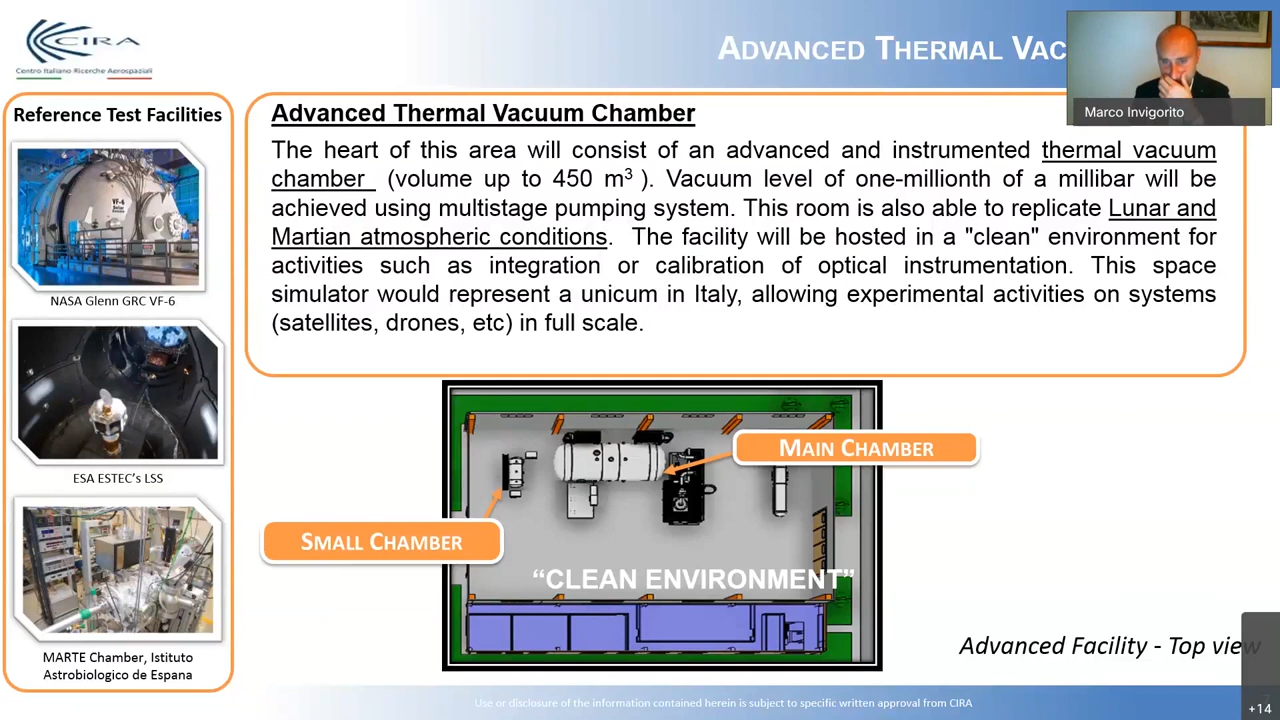 CIRA
Centro Italiano Ricerche Aerospaziali
ADVANCED THERMAL VAC
Marco Invigorito
Reference Test Facilities
NASA Glenn GRC VF-6
ESA ESTEC's LSS
MARTE Chamber, Istituto
Astrobiologico de Espana
Advanced Thermal Vacuum Chamber
The heart of this area will consist of an advanced and instrumented thermal vacuum
chamber (volume up to 450 m³ ). Vacuum level of one-millionth of a millibar will be
achieved using multistage pumping system. This room is also able to replicate Lunar and
Martian atmospheric conditions. The facility will be hosted in a "clean" environment for
activities such as integration or calibration of optical instrumentation. This space
simulator would represent a unicum in Italy, allowing experimental activities on systems
(satellites, drones, etc) in full scale.
MAIN CHAMBER
SMALL CHAMBER
“CLEAN ENVIRONMENT”
Advanced Facility - Top view
Use or disclosure of the information contained herein is subject to specific written approval from CIRA
+14